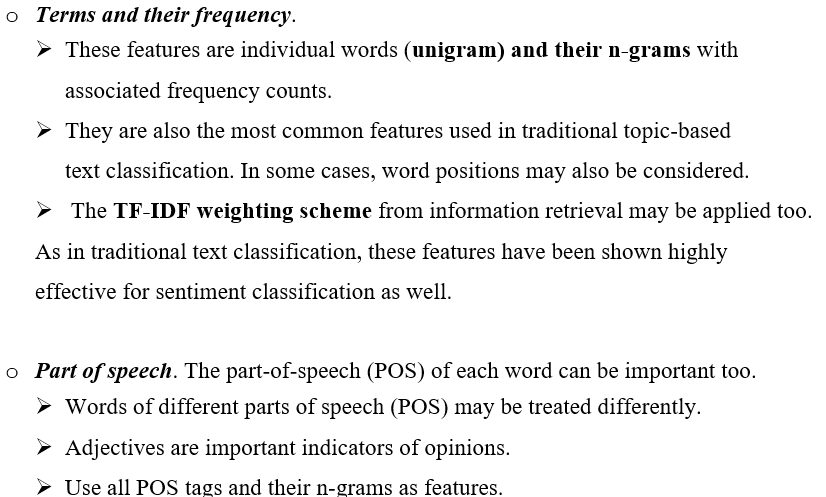 o Terms and their frequency.
➤ These features are individual words (unigram) and their n-grams with
associated frequency counts.
➤ They are also the most common features used in traditional topic-based
text classification. In some cases, word positions may also be considered.
➤ The TF-IDF weighting scheme from information retrieval may be applied too.
As in traditional text classification, these features have been shown highly
effective for sentiment classification as well.
o Part of speech. The part-of-speech (POS) of each word can be important too.
➤ Words of different parts of speech (POS) may be treated differently.
➤ Adjectives are important indicators of opinions.
➤ Use all POS tags and their n-grams as features.